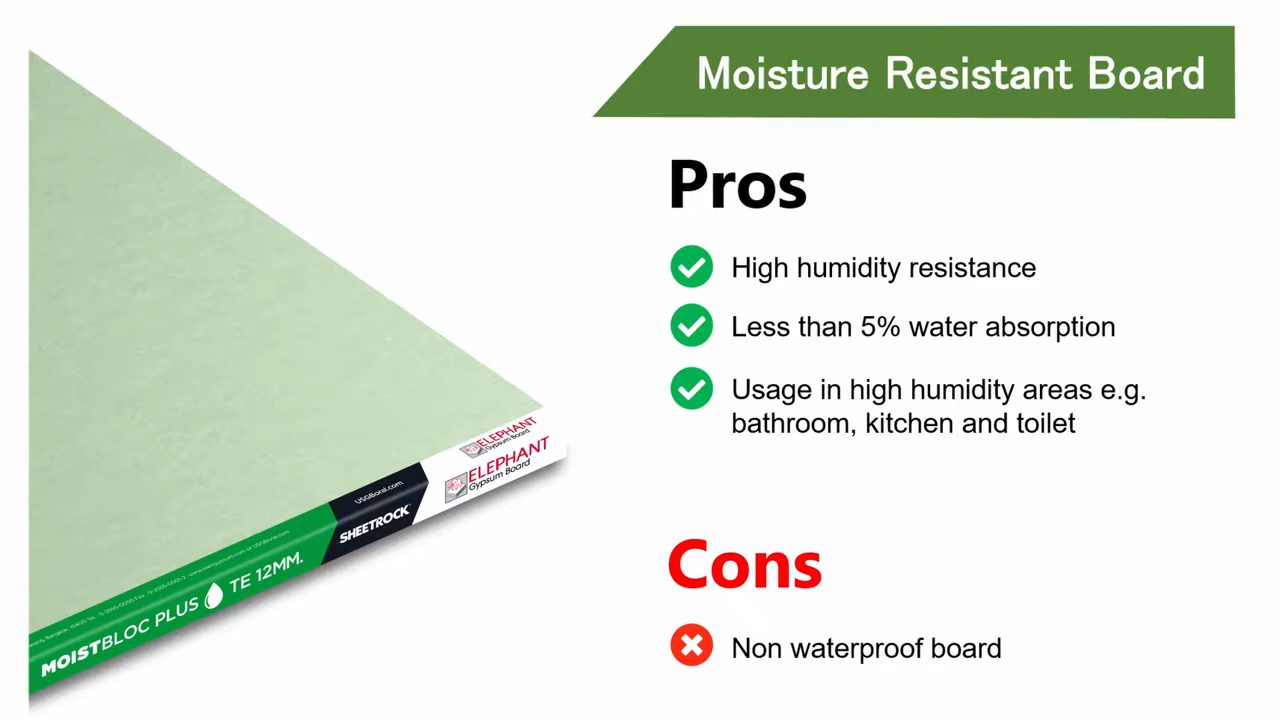 Moisture Resistant Board
Pros
High humidity resistance
Less than 5% water absorption
Usage in high humidity areas e.g.
bathroom, kitchen and toilet
ELEPHANT
Gypsum Board
ELEPHANT
Gypsum Board
USGBoral.com
SHEETROCK
MOISTBLOC PLUS TE 12MM.
Cons
Non waterproof board